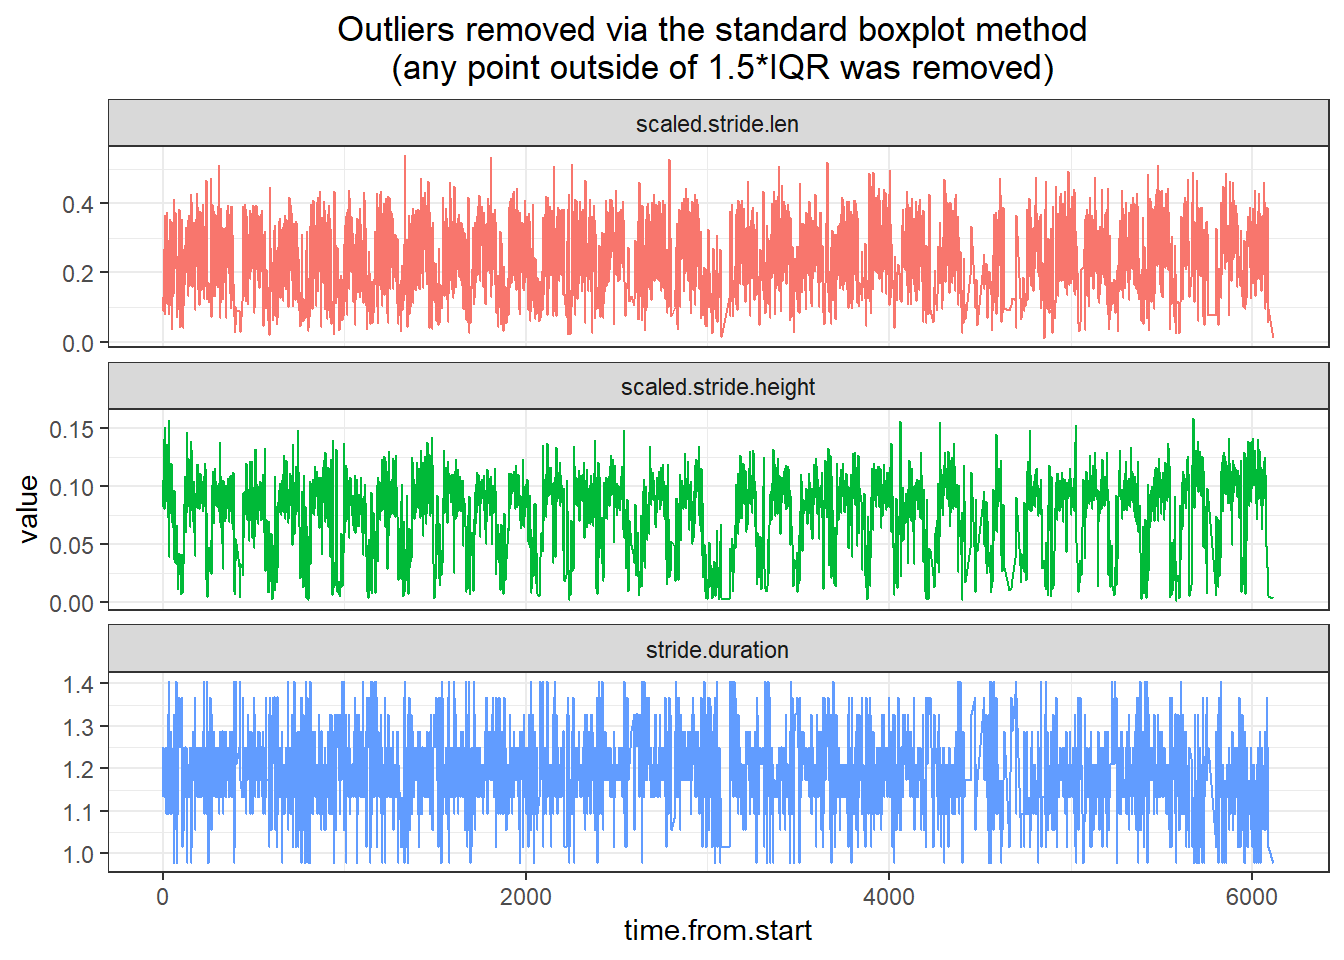 Outliers removed via the standard boxplot method
(any point outside of 1.5*IQR was removed)
scaled.stride.len
0.4
0.2
0.0
scaled.stride.height
0.15
0.10
0.05
0.00
value
stride.duration
1.4
1.3
1.2
1.1
1.0
0 2000 4000 6000
time.from.start